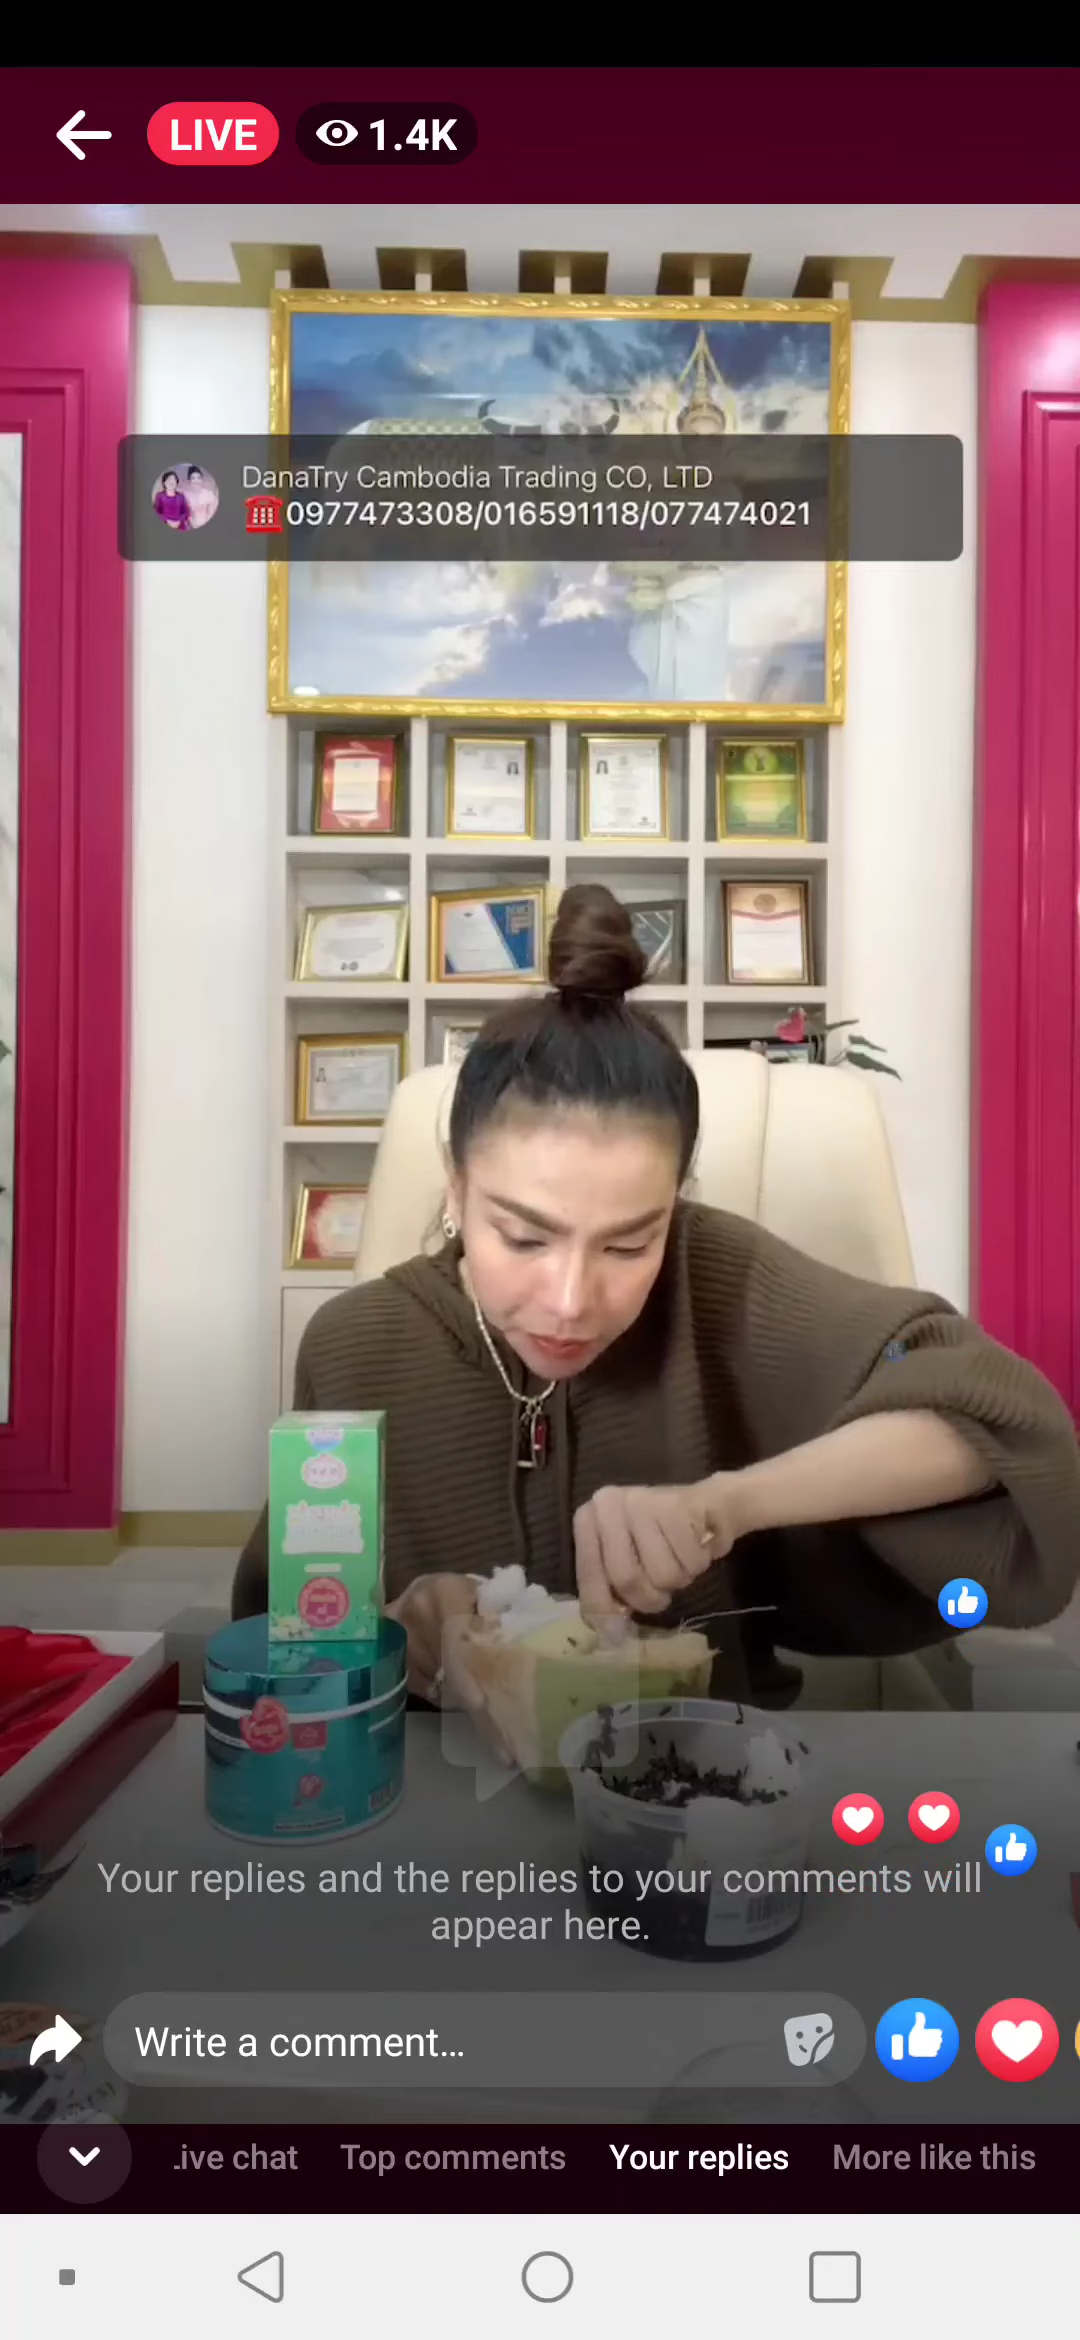 LIVE
1.4K
DanaTry Cambodia Trading CO, LTD
☎️0977473308/016591118/077474021
Your replies and the replies to your comments will
appear here.
Write a comment...
ive chat
Top comments
Your replies
More like this